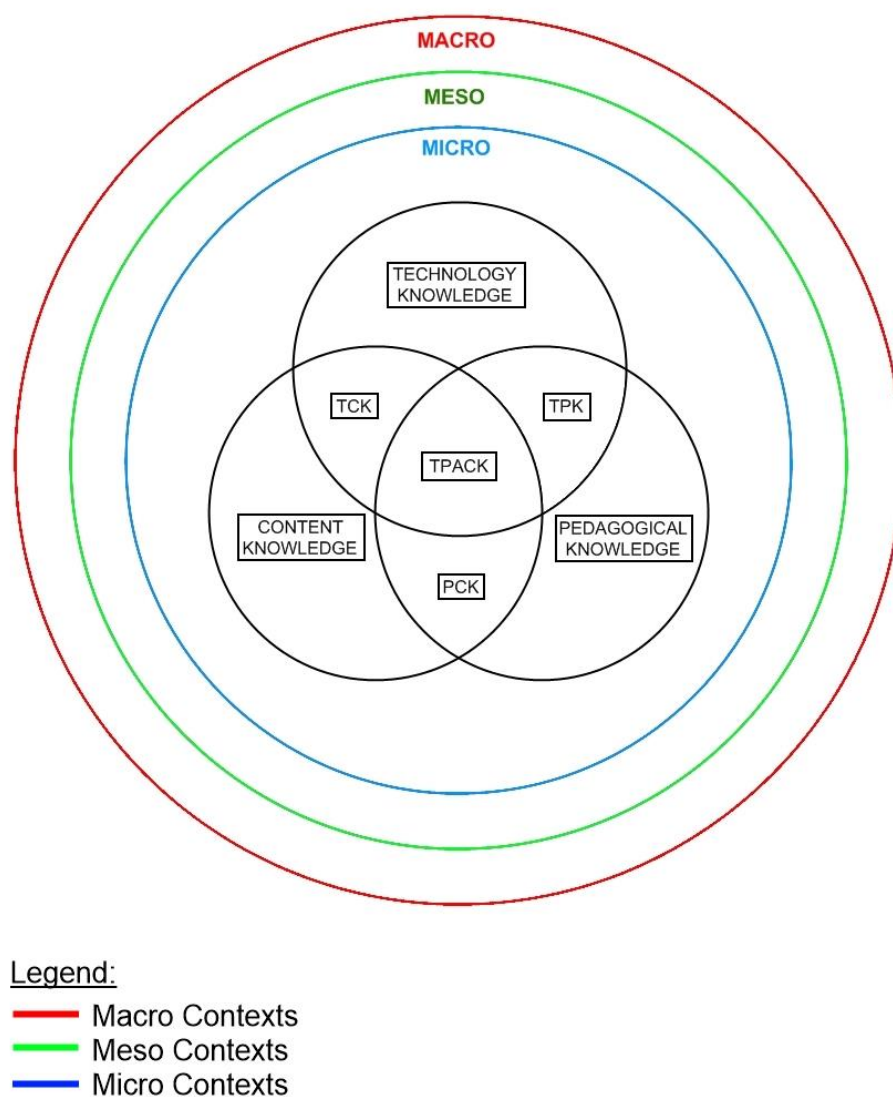 MACRO
MESO
MICRO
TECHNOLOGY
KNOWLEDGE
TCK
TPK
TPACK
CONTENT
KNOWLEDGE
PEDAGOGICAL
KNOWLEDGE
PCK
Legend:
Macro Contexts
Meso Contexts
Micro Contexts